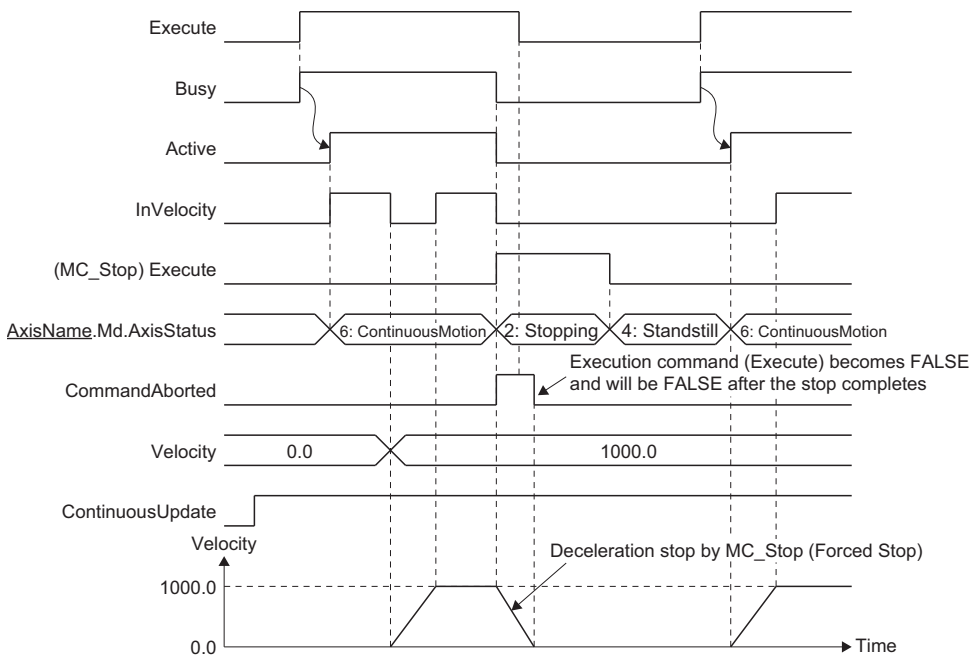 Execute
Busy
Active
InVelocity
(MC_Stop) Execute
AxisName.Md.AxisStatus
6: ContinuousMotion
2: Stopping
4: Standstill
6: ContinuousMotion
Execution command (Execute) becomes FALSE
and will be FALSE after the stop completes
CommandAborted
Velocity
0.0
1000.0
ContinuousUpdate
Velocity
Deceleration stop by MC_Stop (Forced Stop)
1000.0
0.0
Time